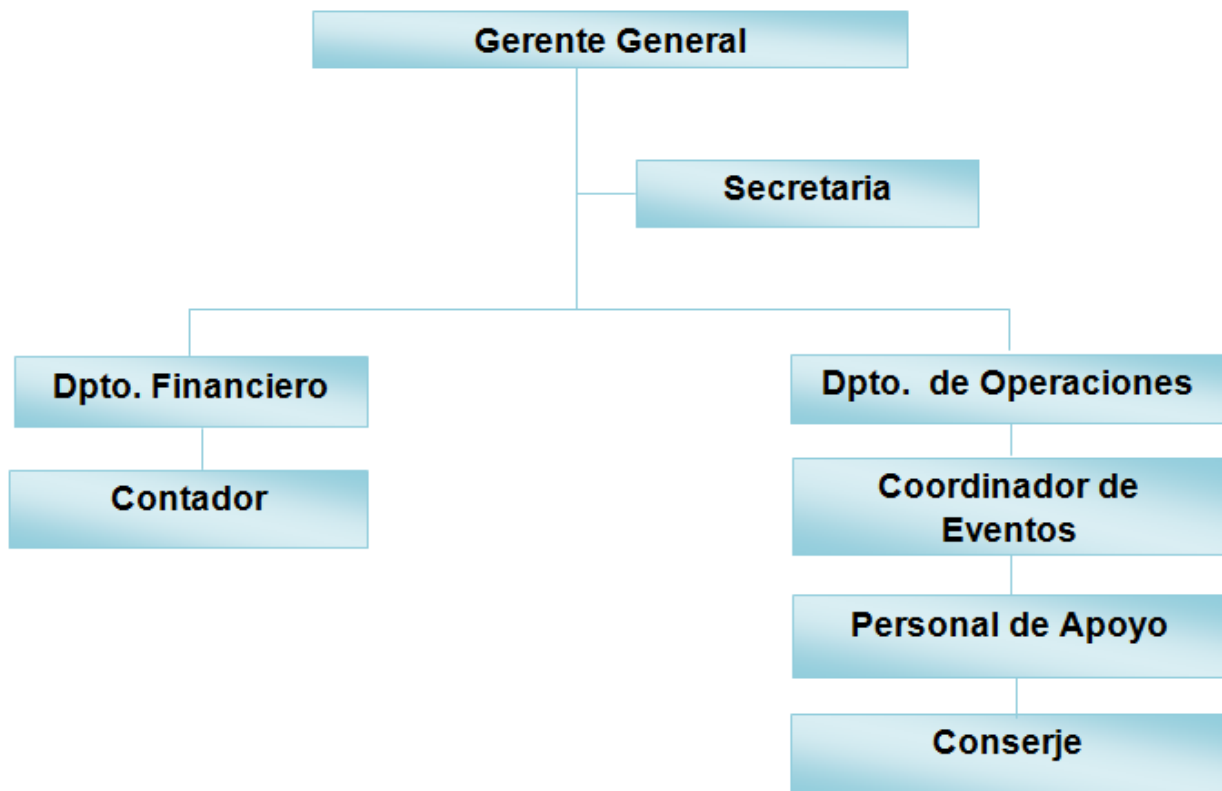 Gerente General
Secretaria
Dpto. Financiero
Dpto. de Operaciones
Contador
Coordinador de
Eventos
Personal de Apoyo
Conserje